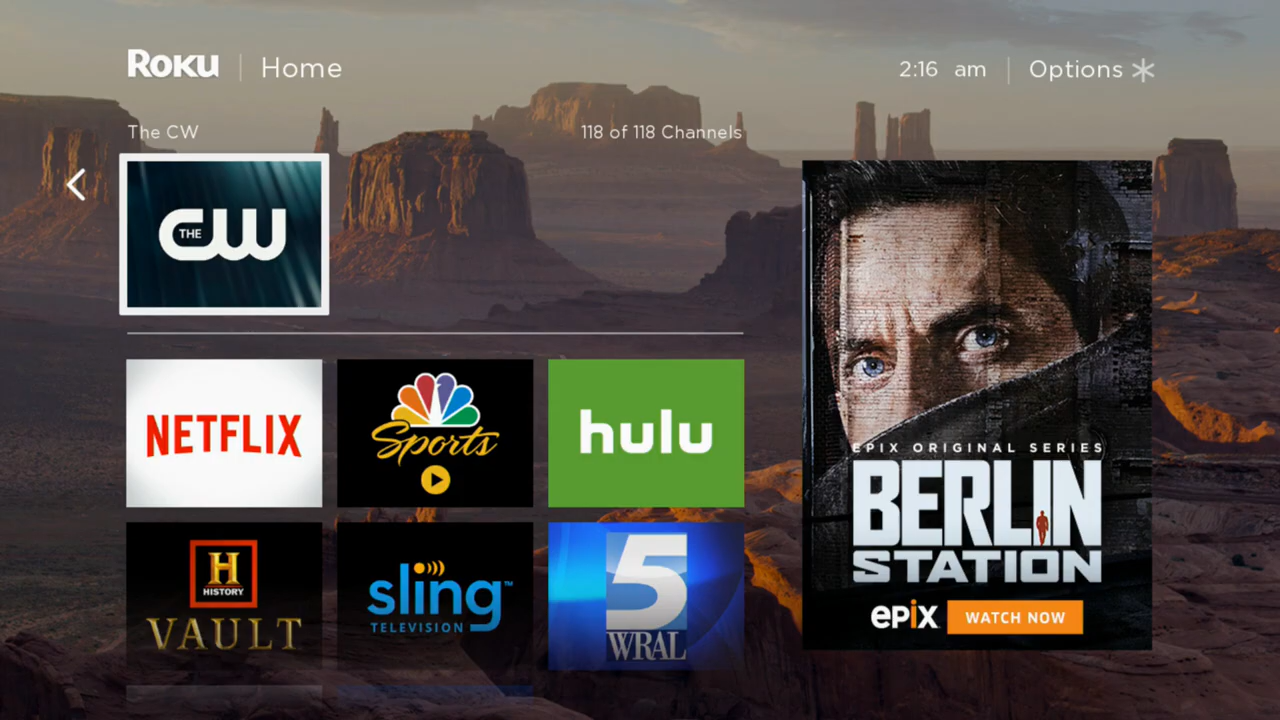 Roku | Home
2:16 am | Options
The CW
118 of 118 Channels
THE CW
NETFLIX
Sports
hulu
H
HISTORY
VAULT
sling™
TELEVISION
5
WRAL
EPIX ORIGINAL SERIES
BERLIN
STATION
epix
WATCH NOW